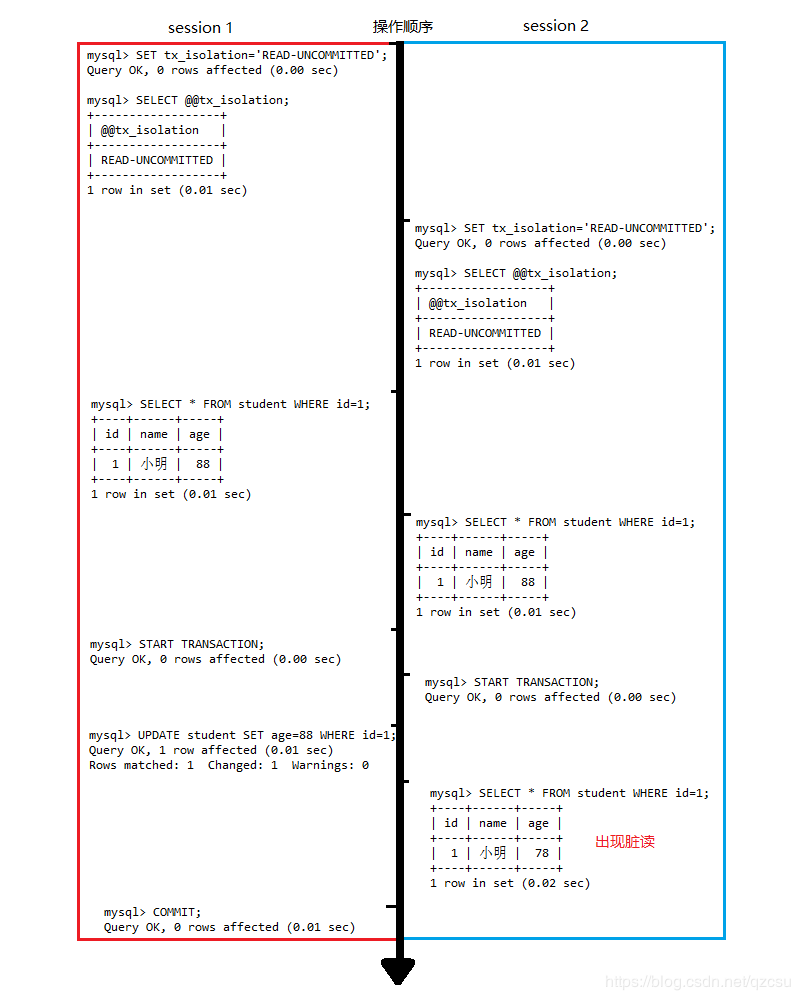 session 1
操作顺序
session 2
mysql> SET tx_isolation='READ-UNCOMMITTED';
Query OK, 0 rows affected (0.00 sec)
mysql> SELECT @@tx_isolation;
+------------------+
| @@tx_isolation   |
+------------------+
| READ-UNCOMMITTED |
+------------------+
1 row in set (0.01 sec)
mysql> SET tx_isolation='READ-UNCOMMITTED';
Query OK, 0 rows affected (0.00 sec)
mysql> SELECT @@tx_isolation;
+------------------+
| @@tx_isolation   |
+------------------+
| READ-UNCOMMITTED |
+------------------+
1 row in set (0.01 sec)
mysql> SELECT * FROM student WHERE id=1;
+----+------+-----+
| id | name | age |
+----+------+-----+
|  1 | 小明 |  88 |
+----+------+-----+
1 row in set (0.01 sec)
mysql> SELECT * FROM student WHERE id=1;
+----+------+-----+
| id | name | age |
+----+------+-----+
|  1 | 小明 |  88 |
+----+------+-----+
1 row in set (0.01 sec)
mysql> START TRANSACTION;
Query OK, 0 rows affected (0.00 sec)
mysql> START TRANSACTION;
Query OK, 0 rows affected (0.00 sec)
mysql> UPDATE student SET age=88 WHERE id=1;
Query OK, 1 row affected (0.01 sec)
Rows matched: 1  Changed: 1  Warnings: 0
mysql> SELECT * FROM student WHERE id=1;
+----+------+-----+
| id | name | age |
+----+------+-----+
|  1 | 小明 |  78 |
+----+------+-----+
1 row in set (0.02 sec)
出现脏读
mysql> COMMIT;
Query OK, 0 rows affected (0.01 sec)
https://blog.csdn.net/qzcsu